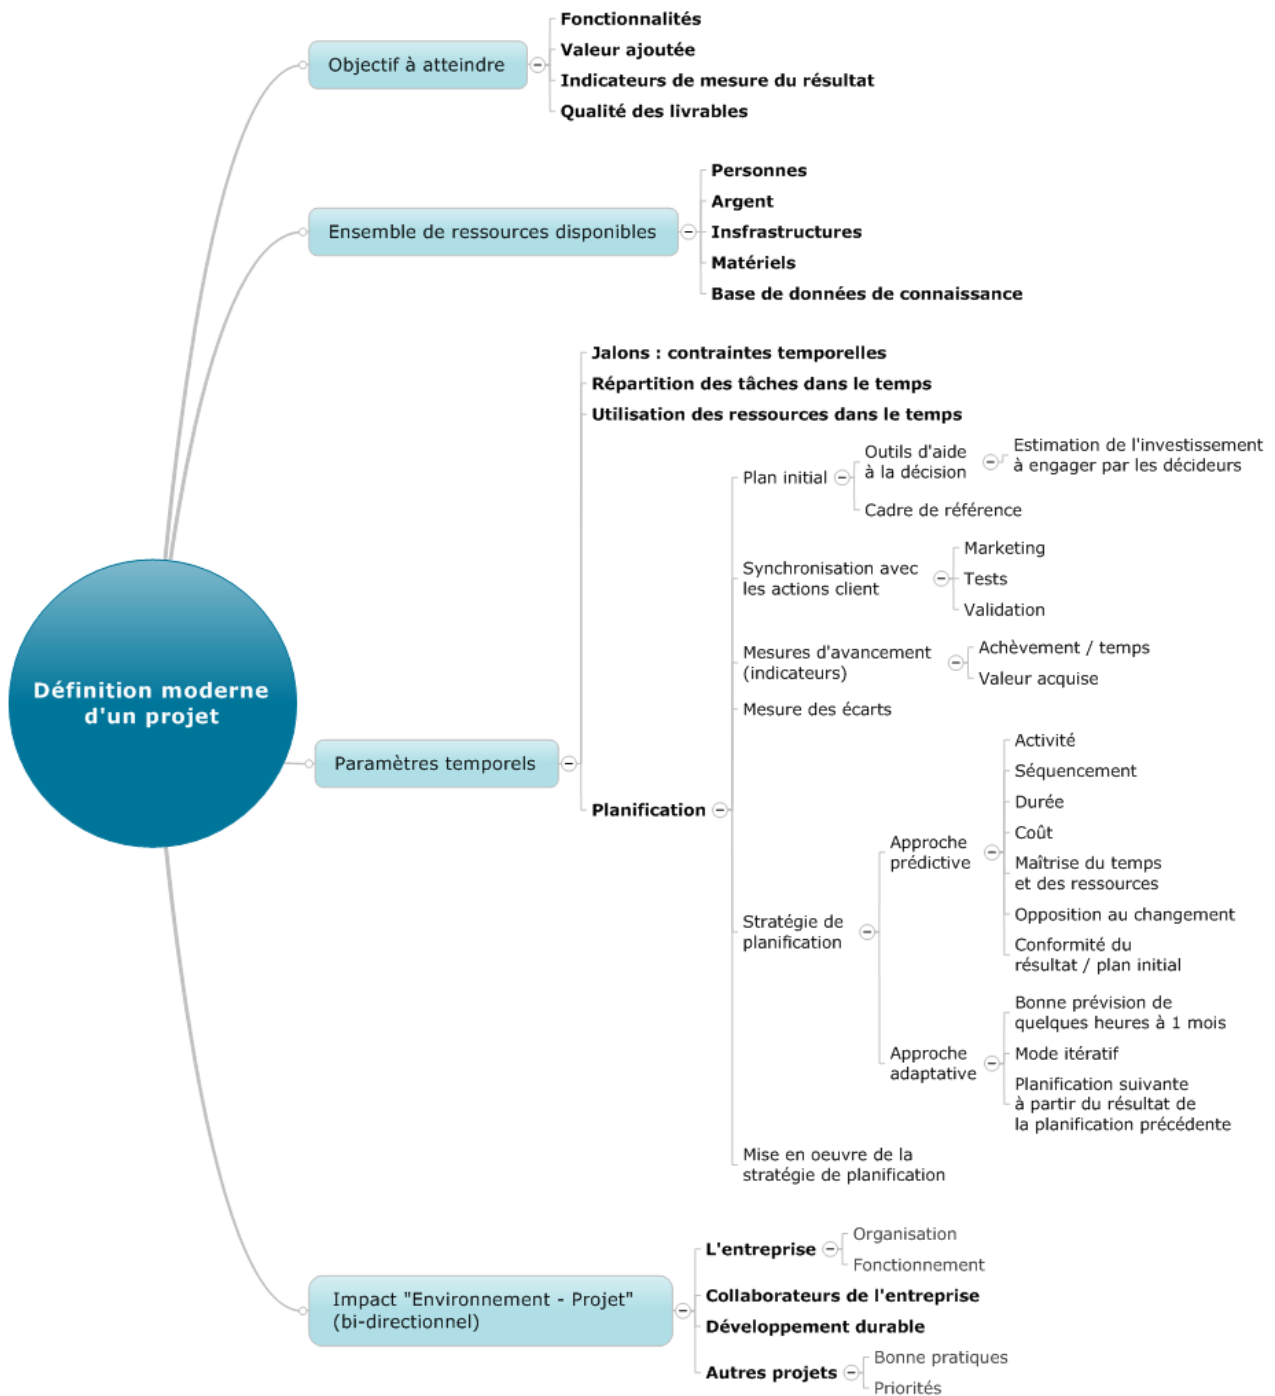 Fonctionnalités
Objectif à atteindre
Valeur ajoutée
Indicateurs de mesure du résultat
Qualité des livrables
Personnes
Argent
Ensemble de ressources disponibles
Insfrastructures
Matériels
Base de données de connaissance
Jalons : contraintes temporelles
Répartition des tâches dans le temps
Utilisation des ressources dans le temps
Plan initial
Outils d'aide
à la décision
Estimation de l'investissement
à engager par les décideurs
Cadre de référence
Synchronisation avec
les actions client
Marketing
Tests
Validation
Mesures d'avancement
(indicateurs)
Achèvement / temps
Valeur acquise
Mesure des écarts
Définition moderne
d'un projet
Paramètres temporels
Planification
Stratégie de
planification
Approche
prédictive
Activité
Séquencement
Durée
Coût
Maîtrise du temps
et des ressources
Opposition au changement
Conformité du
résultat / plan initial
Approche
adaptative
Bonne prévision de
quelques heures à 1 mois
Mode itératif
Planification suivante
à partir du résultat de
la planification précédente
Mise en oeuvre de la
stratégie de planification
Impact "Environnement - Projet"
(bi-directionnel)
L'entreprise
Organisation
Fonctionnement
Collaborateurs de l'entreprise
Développement durable
Autres projets
Bonne pratiques
Priorités